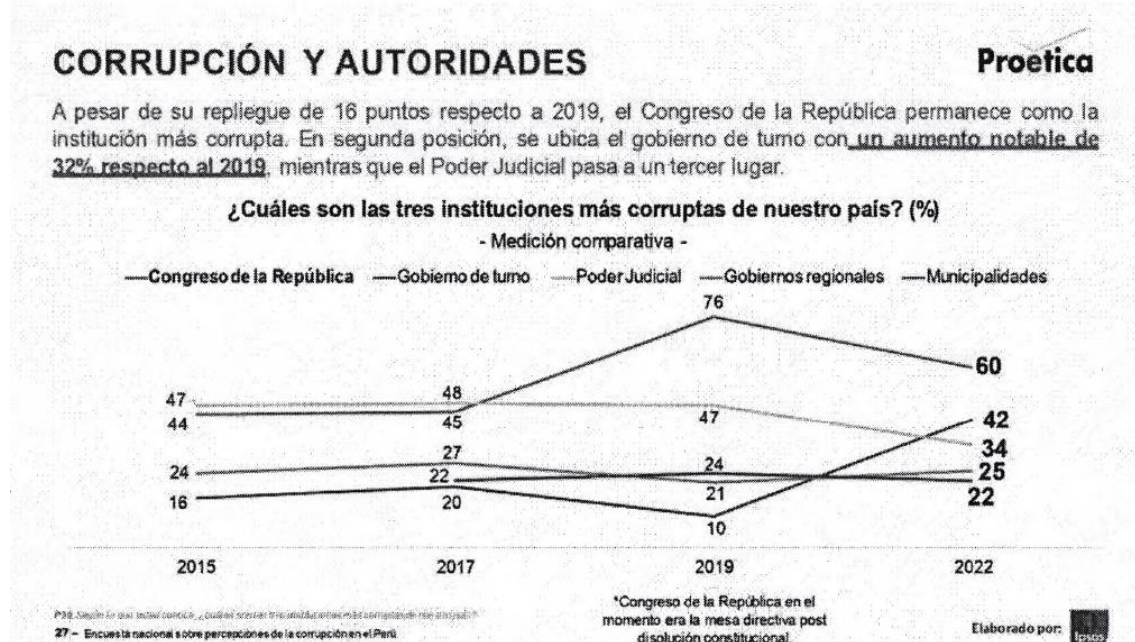 CORRUPCIÓN Y AUTORIDADES
Proética
A pesar de su repliegue de 16 puntos respecto a 2019, el Congreso de la República permanece como la
institución más corrupta. En segunda posición, se ubica el gobierno de turno con un aumento notable de
32% respecto al 2019, mientras que el Poder Judicial pasa a un tercer lugar.
¿Cuáles son las tres instituciones más corruptas de nuestro país? (%)
- Medición comparativa -
Congreso de la República Gobierno de turno Poder Judicial Gobiernos regionales Municipalidades
76
60
47 48 47
44 45 42
34
24 27 24 25
22 21 22
16 20 10
2015 2017 2019 2022
*Congreso de la República en el
momento era la mesa directiva post
disolución constitucional.
27 – Encuesta nacional sobre percepciones de la corrupción en el Perú
Elaborado por:
Ipsos